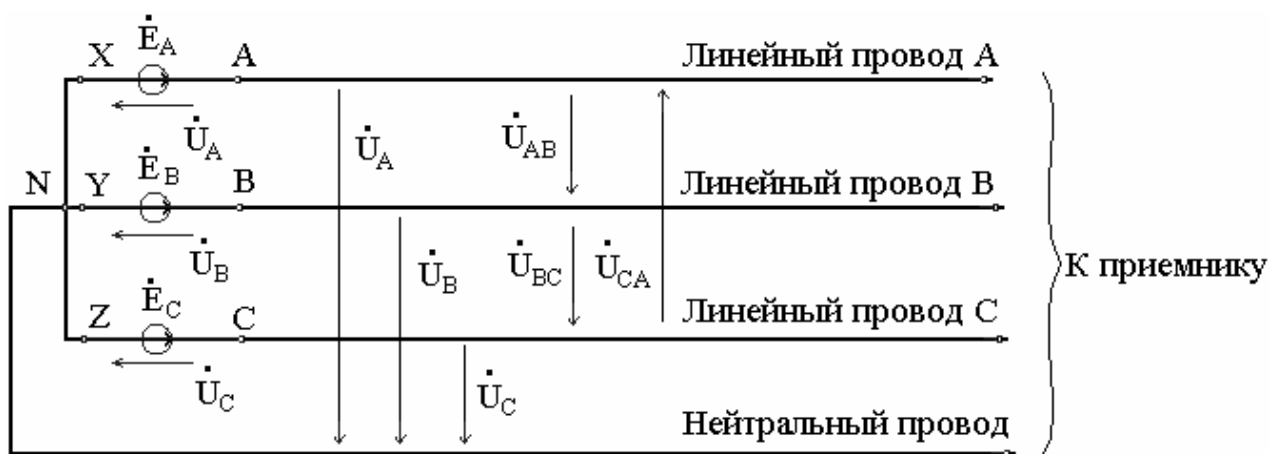 Ė_A
X A Линейный провод А
U̇_A U̇_A U̇_AB
Ė_B
N Y B Линейный провод В
U̇_B U̇_B U̇_BC U̇_CA К приемнику
Ė_C
Z C Линейный провод С
U̇_C U̇_C
Нейтральный провод